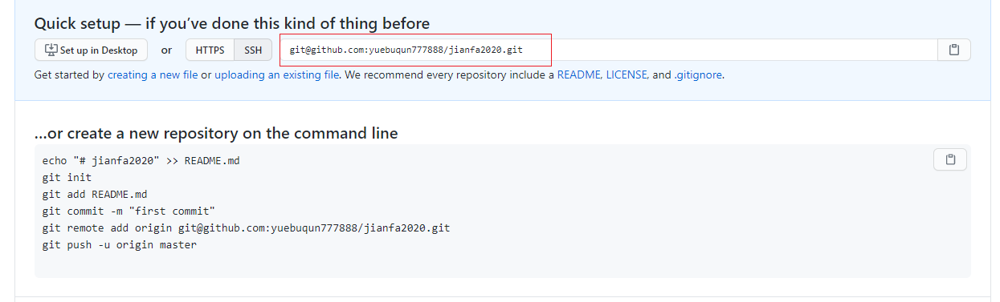 Quick setup — if you’ve done this kind of thing before
Set up in Desktop or HTTPS SSH git@github.com:yuebuqun777888/jianfa2020.git
Get started by creating a new file or uploading an existing file. We recommend every repository include a README, LICENSE, and .gitignore.
…or create a new repository on the command line
echo "# jianfa2020" >> README.md
git init
git add README.md
git commit -m "first commit"
git remote add origin git@github.com:yuebuqun777888/jianfa2020.git
git push -u origin master